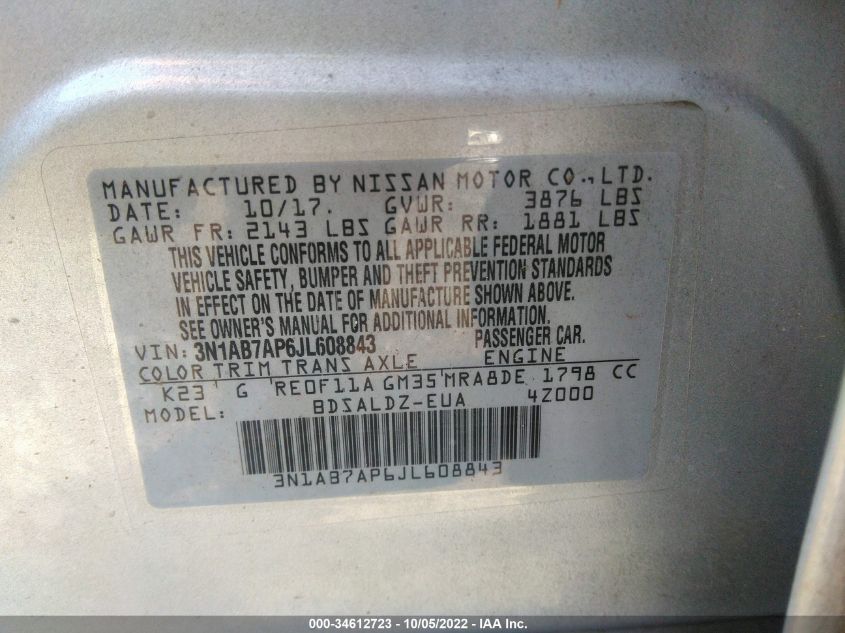 MANUFACTURED BY NISSAN MOTOR CO.,LTD.
DATE: 10/17. GVWR: 3876 LBS
GAWR FR: 2143 LBS GAWR RR: 1881 LBS
THIS VEHICLE CONFORMS TO ALL APPLICABLE FEDERAL MOTOR
VEHICLE SAFETY, BUMPER AND THEFT PREVENTION STANDARDS
IN EFFECT ON THE DATE OF MANUFACTURE SHOWN ABOVE.
SEE OWNER'S MANUAL FOR ADDITIONAL INFORMATION.
VIN: 3N1AB7AP6JL608843 PASSENGER CAR.
COLOR TRIM TRANS AXLE ENGINE
K23 G RE0F11A GM35 MRA8DE 1798 CC
MODEL: BDSALDZ-EUA 4Z000
3N1AB7AP6JL608843
000-34612723 - 10/05/2022 - IAA Inc.